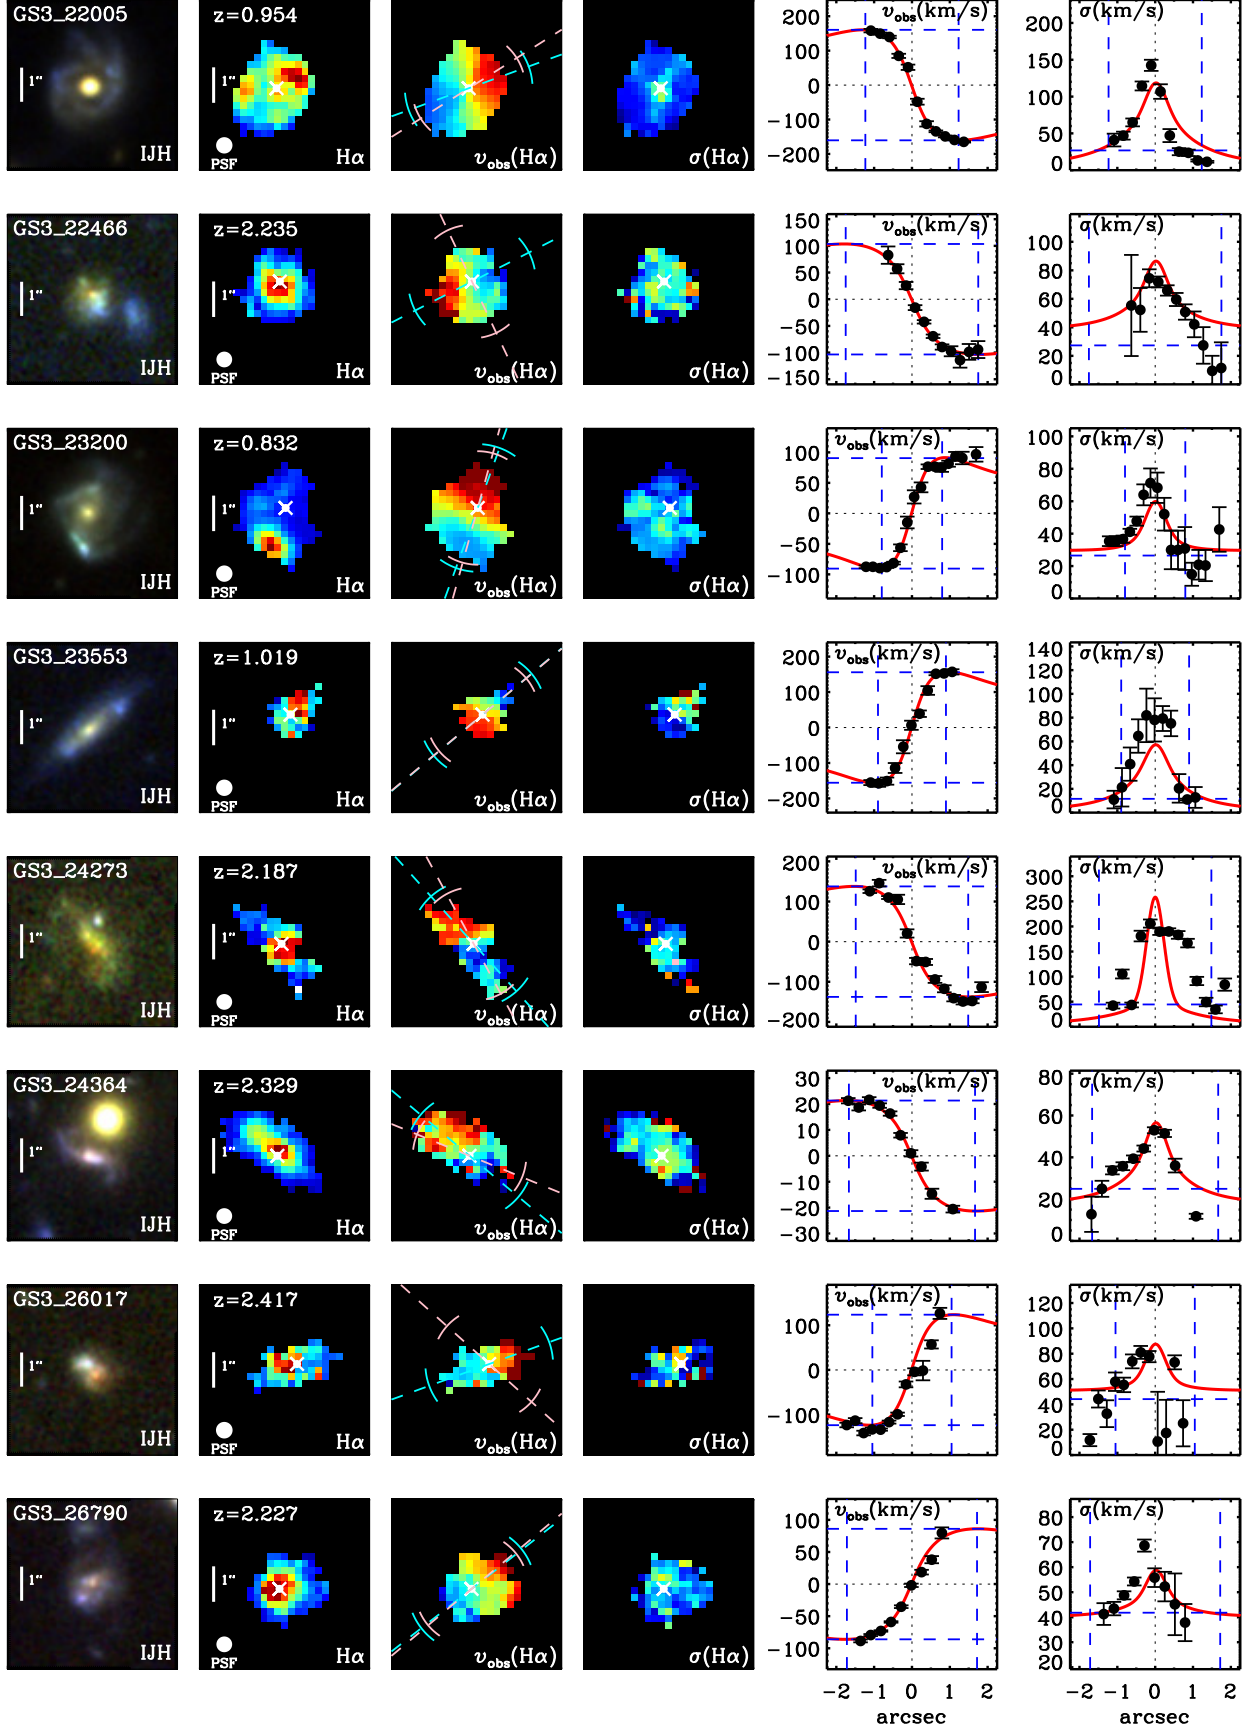 GS3_22005 z=0.954 v_obs(km/s) σ(km/s)
1" 1"
IJH PSF Hα v_obs(Hα) σ(Hα)
200 100 0 −100 −200
200 150 100 50 0
GS3_22466 z=2.235 v_obs(km/s) σ(km/s)
1" 1"
IJH PSF Hα v_obs(Hα) σ(Hα)
150 100 50 0 −50 −100 −150
100 80 60 40 20 0
GS3_23200 z=0.832 v_obs(km/s) σ(km/s)
1" 1"
IJH PSF Hα v_obs(Hα) σ(Hα)
100 50 0 −50 −100
100 80 60 40 20 0
GS3_23553 z=1.019 v_obs(km/s) σ(km/s)
1" 1"
IJH PSF Hα v_obs(Hα) σ(Hα)
200 100 0 −100 −200
140 120 100 80 60 40 20 0
GS3_24273 z=2.187 v_obs(km/s) σ(km/s)
1" 1"
IJH PSF Hα v_obs(Hα) σ(Hα)
200 100 0 −100 −200
300 250 200 150 100 50 0
GS3_24364 z=2.329 v_obs(km/s) σ(km/s)
1" 1"
IJH PSF Hα v_obs(Hα) σ(Hα)
30 20 10 0 −10 −20 −30
80 60 40 20 0
GS3_26017 z=2.417 v_obs(km/s) σ(km/s)
1" 1"
IJH PSF Hα v_obs(Hα) σ(Hα)
100 0 −100
120 100 80 60 40 20 0
GS3_26790 z=2.227 v_obs(km/s) σ(km/s)
1" 1"
IJH PSF Hα v_obs(Hα) σ(Hα)
100 50 0 −50 −100
80 70 60 50 40 30 20
−2 −1 0 1 2 −2 −1 0 1 2
arcsec arcsec